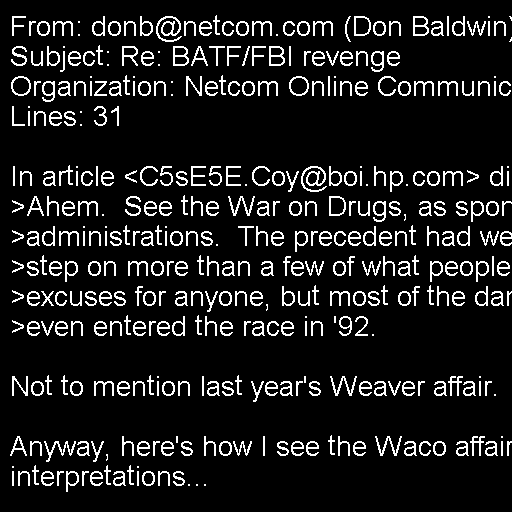 From: donb@netcom.com (Don Baldwin)
Subject: Re: BATF/FBI revenge
Organization: Netcom Online Communic
Lines: 31

In article <C5sE5E.Coy@boi.hp.com> di
>Ahem.  See the War on Drugs, as spon
>administrations.  The precedent had we
>step on more than a few of what people
>excuses for anyone, but most of the dar
>even entered the race in '92.

Not to mention last year's Weaver affair.

Anyway, here's how I see the Waco affair
interpretations...